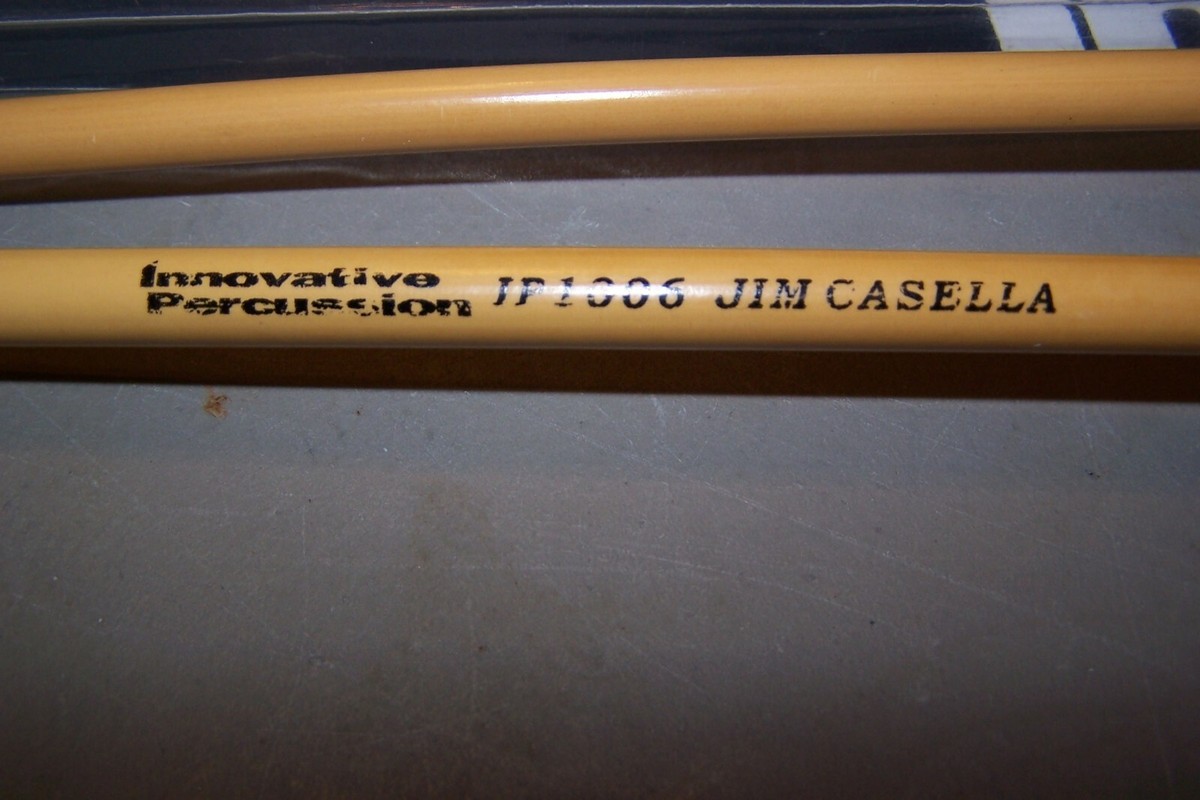 Innovative
Percussion IP1006 JIM CASELLA